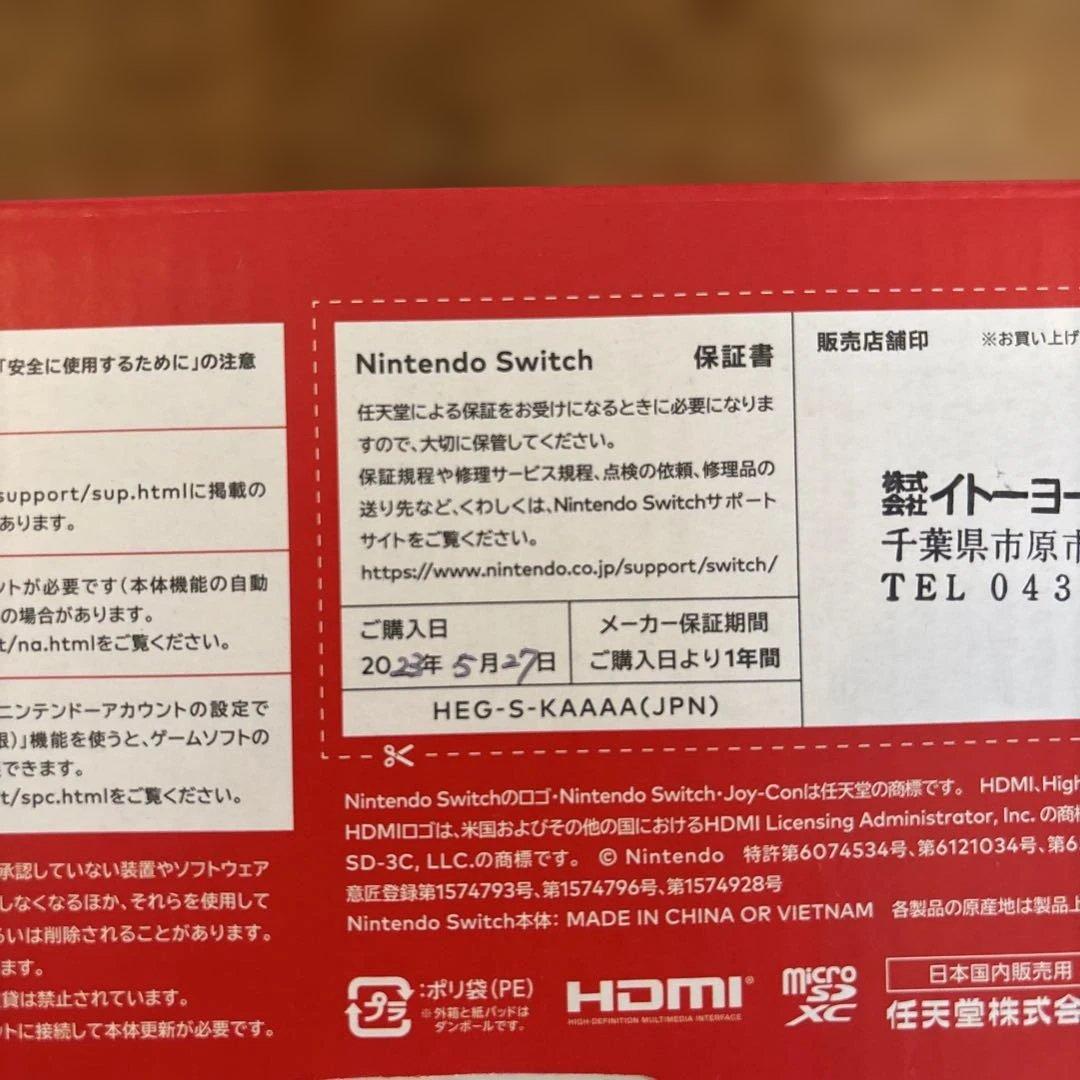 「安全に使用するために」の注意
support/sup.htmlに掲載の
あります。
ットが必要です(本体機能の自動
の場合があります。
t/na.htmlをご覧ください。
ニンテンドーアカウントの設定で
限)」機能を使うと、ゲームソフトの
できます。
t/spc.htmlをご覧ください。
承認していない装置やソフトウェア
しなくなるほか、それらを使用して
るいは削除されることがあります。
ます。
貸は禁止されています。
ットに接続して本体更新が必要です。
Nintendo Switch 保証書
任天堂による保証をお受けになるときに必要になりま
すので、大切に保管してください。
保証規程や修理サービス規程、点検の依頼、修理品の
送り先など、くわしくは、Nintendo Switchサポート
サイトをご覧ください。
https://www.nintendo.co.jp/support/switch/
ご購入日
2023年 5月27日
メーカー保証期間
ご購入日より1年間
HEG-S-KAAAA(JPN)
販売店舗印 ※お買い上げ
株式会社イトーヨー
千葉県市原市
TEL 043
Nintendo Switchのロゴ・Nintendo Switch・Joy-Conは任天堂の商標です。 HDMI、High
HDMIロゴは、米国およびその他の国におけるHDMI Licensing Administrator, Inc. の商標
SD-3C, LLC.の商標です。 © Nintendo 特許第6074534号、第6121034号、第6
意匠登録第1574793号、第1574796号、第1574928号
Nintendo Switch本体: MADE IN CHINA OR VIETNAM 各製品の原産地は製品上
プラ
:ポリ袋(PE)
※外箱と紙パッドは
ダンボールです。
HDMI®
HIGH-DEFINITION MULTIMEDIA INTERFACE
micro
SD
XC
日本国内販売用
任天堂株式会